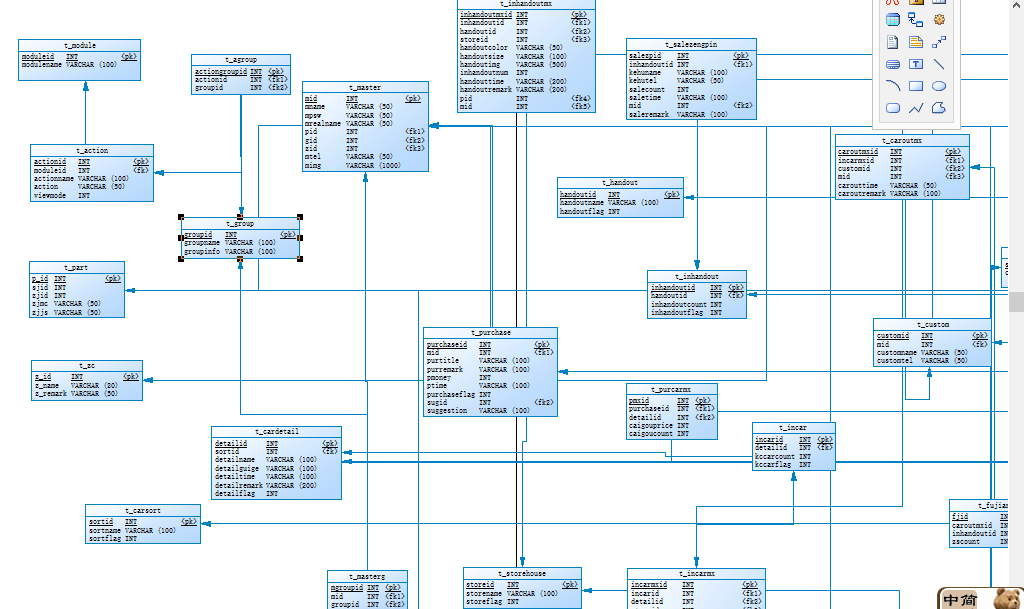 t_inhandoutmx
inhandoutmxid INT <pk>
inhandoutid INT <fk1>
handoutid INT <fk2>
storeid INT <fk3>
handoutcolor VARCHAR (50)
handoutsize VARCHAR (100)
handoutimg VARCHAR (500)
inhandoutnum INT
handouttime VARCHAR (200)
handoutremark VARCHAR (200)
pid INT <fk4>
mid INT <fk5>
t_module
moduleid INT <pk>
modulename VARCHAR (100)
t_agroup
actiongroupid INT <pk>
actionid INT <fk1>
groupid INT <fk2>
t_salezengpin
salezpid INT <pk>
inhandoutid INT <fk1>
kehuname VARCHAR (100)
kehutel VARCHAR (50)
salecount INT
saletime VARCHAR (100)
mid INT <fk2>
saleremark VARCHAR (100)
t_master
mid INT <pk>
mname VARCHAR (50)
mpsv VARCHAR (50)
mrealname VARCHAR (50)
pid INT <fk1>
gid INT <fk2>
zid INT <fk3>
mtel VARCHAR (50)
mimg VARCHAR (1000)
t_caroutmx
caroutmxid INT <pk>
incarmxid INT <fk1>
customid INT <fk2>
mid INT <fk3>
carouttime VARCHAR (50)
caroutremark VARCHAR (100)
t_action
actionid INT <pk>
moduleid INT <fk>
actionname VARCHAR (100)
action VARCHAR (50)
viewmode INT
t_handout
handoutid INT <pk>
handoutname VARCHAR (100)
handoutflag INT
t_group
groupid INT <pk>
groupname VARCHAR (100)
groupinfo VARCHAR (100)
t_part
p_id INT <pk>
sjid INT
zjid INT
zjmc VARCHAR (50)
zjjs VARCHAR (50)
t_inhandout
inhandoutid INT <pk>
handoutid INT <fk>
inhandoutcount INT
inhandoutflag INT
t_custom
customid INT <pk>
mid INT <fk>
customname VARCHAR (50)
customtel VARCHAR (50)
t_purchase
purchaseid INT <pk>
mid INT <fk1>
purtitle VARCHAR (100)
purremark VARCHAR (100)
pmoney INT
ptime VARCHAR (100)
purchaseflag INT
sugid INT <fk2>
suggestion VARCHAR (100)
t_zc
z_id INT <pk>
z_name VARCHAR (20)
z_remark VARCHAR (50)
t_purcarmx
pmxid INT <pk>
purchaseid INT <fk1>
detailid INT <fk2>
caigouprice INT
caigoucount INT
t_cardetail
detailid INT <pk>
sortid INT <fk>
detailname VARCHAR (100)
detailguige VARCHAR (100)
detailtime VARCHAR (100)
detailremark VARCHAR (200)
detailflag INT
t_incar
incarid INT <pk>
detailid INT <fk>
kccarcount INT
kccarflag INT
t_carsort
sortid INT <pk>
sortname VARCHAR (100)
sortflag INT
t_fujian
fjid IN
caroutmxid IN
inhandoutid IN
zscount IN
t_masterg
mgroupid INT <pk>
mid INT <fk1>
groupid INT <fk2>
t_storehouse
storeid INT <pk>
storename VARCHAR (100)
storeflag INT
t_incarmx
incarmxid INT <pk>
incarid INT <fk1>
detailid INT <fk2>
中简